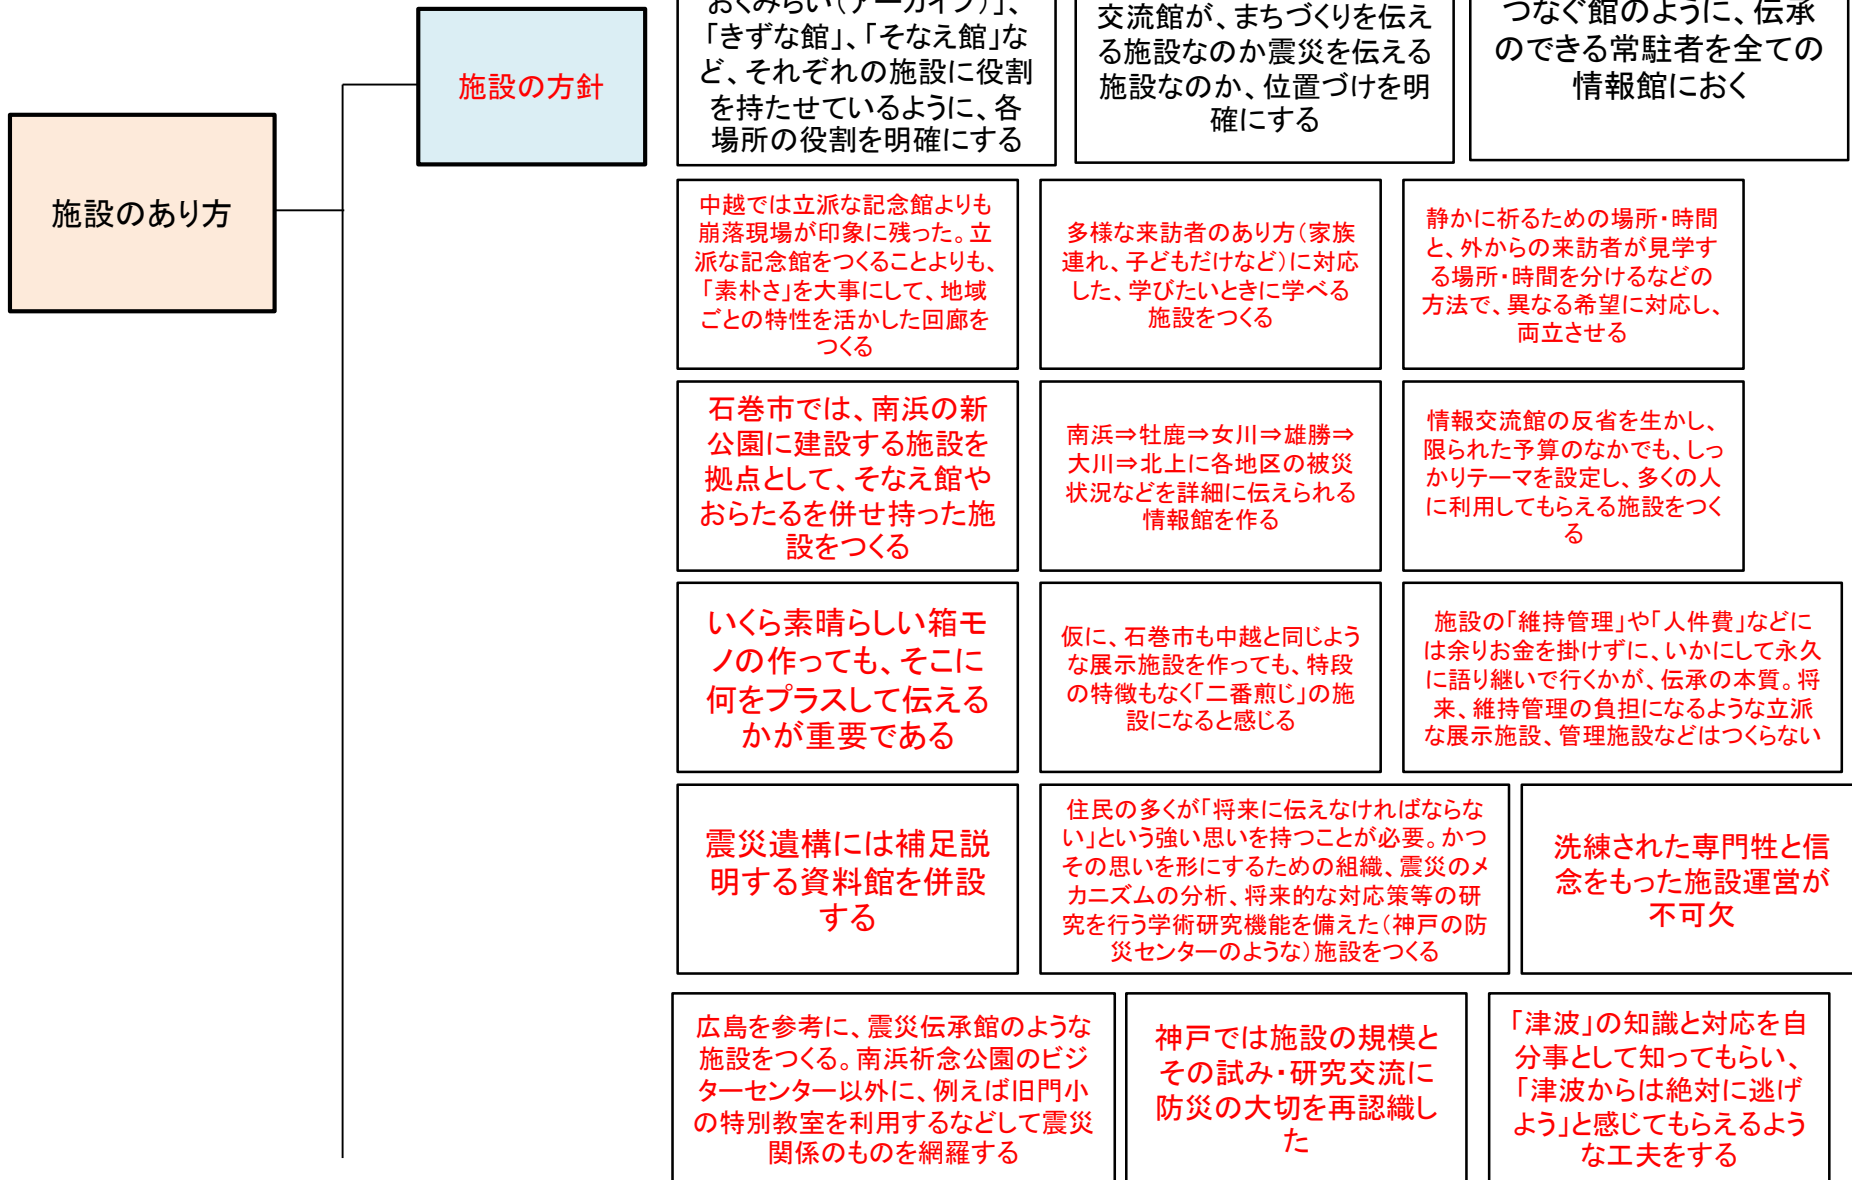 施設のあり方
施設の方針
おくみらい(アーカイブ)」、
「きずな館」、「そなえ館」な
ど、それぞれの施設に役割
を持たせているように、各
場所の役割を明確にする
交流館が、まちづくりを伝え
る施設なのか震災を伝える
施設なのか、位置づけを明
確にする
つなぐ館のように、伝承
のできる常駐者を全ての
情報館におく
中越では立派な記念館よりも
崩落現場が印象に残った。立
派な記念館をつくることよりも、
「素朴さ」を大事にして、地域
ごとの特性を活かした回廊を
つくる
多様な来訪者のあり方(家族
連れ、子どもだけなど)に対応
した、学びたいときに学べる
施設をつくる
静かに祈るための場所・時間
と、外からの来訪者が見学す
る場所・時間を分けるなどの
方法で、異なる希望に対応し、
両立させる
石巻市では、南浜の新
公園に建設する施設を
拠点として、そなえ館や
おらたるを併せ持った施
設をつくる
南浜⇒牡鹿⇒女川⇒雄勝⇒
大川⇒北上に各地区の被災
状況などを詳細に伝えられる
情報館を作る
情報交流館の反省を生かし、
限られた予算のなかでも、しっ
かりテーマを設定し、多くの人
に利用してもらえる施設をつく
る
いくら素晴らしい箱モ
ノの作っても、そこに
何をプラスして伝える
かが重要である
仮に、石巻市も中越と同じよう
な展示施設を作っても、特段
の特徴もなく「二番煎じ」の施
設になると感じる
施設の「維持管理」や「人件費」などに
は余りお金を掛けずに、いかにして永久
に語り継いで行くかが、伝承の本質。将
来、維持管理の負担になるような立派
な展示施設、管理施設などはつくらない
震災遺構には補足説
明する資料館を併設
する
住民の多くが「将来に伝えなければならな
い」という強い思いを持つことが必要。かつ
その思いを形にするための組織、震災のメ
カニズムの分析、将来的な対応策等の研
究を行う学術研究機能を備えた(神戸の防
災センターのような)施設をつくる
洗練された専門性と信
念をもった施設運営が
不可欠
広島を参考に、震災伝承館のような
施設をつくる。南浜祈念公園のビジ
ターセンター以外に、例えば旧門小
の特別教室を利用するなどして震災
関係のものを網羅する
神戸では施設の規模と
その試み・研究交流に
防災の大切を再認識し
た
「津波」の知識と対応を自
分事として知ってもらい、
「津波からは絶対に逃げ
よう」と感じてもらえるよう
な工夫をする